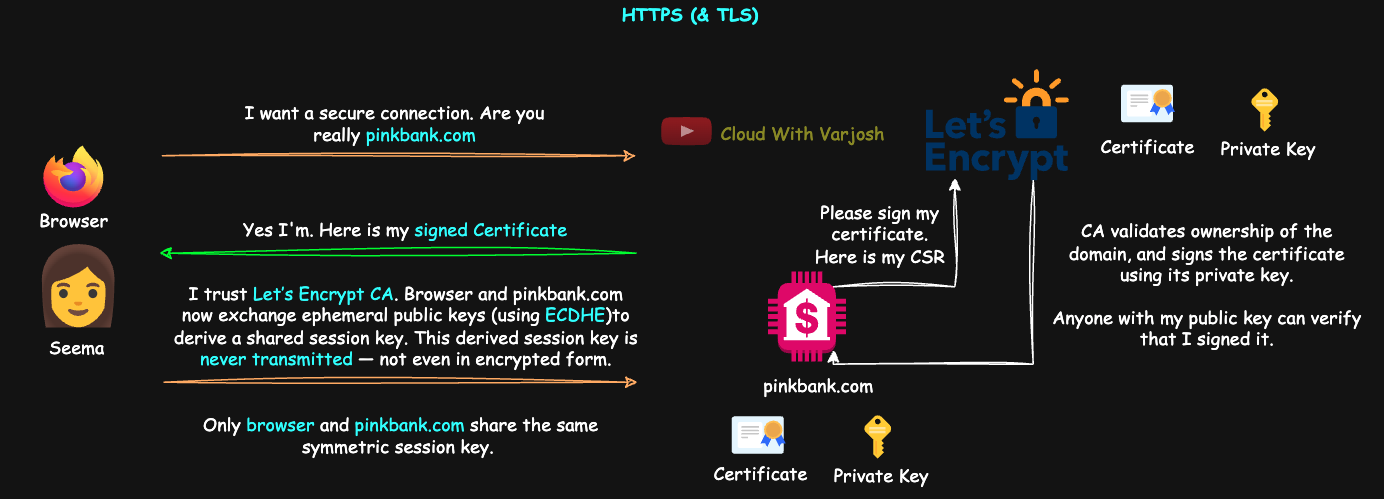 HTTPS (& TLS)
I want a secure connection. Are you
really pinkbank.com
Browser
Yes I'm. Here is my signed Certificate
I trust Let's Encrypt CA. Browser and pinkbank.com
now exchange ephemeral public keys (using ECDHE)to
derive a shared session key. This derived session key is
never transmitted — not even in encrypted form.
Seema
Only browser and pinkbank.com share the same
symmetric session key.
Cloud With Varjosh
Let's
Encrypt
Certificate
Private Key
Please sign my
certificate.
Here is my CSR
$
pinkbank.com
Certificate
Private Key
CA validates ownership of the
domain, and signs the certificate
using its private key.
Anyone with my public key can verify
that I signed it.